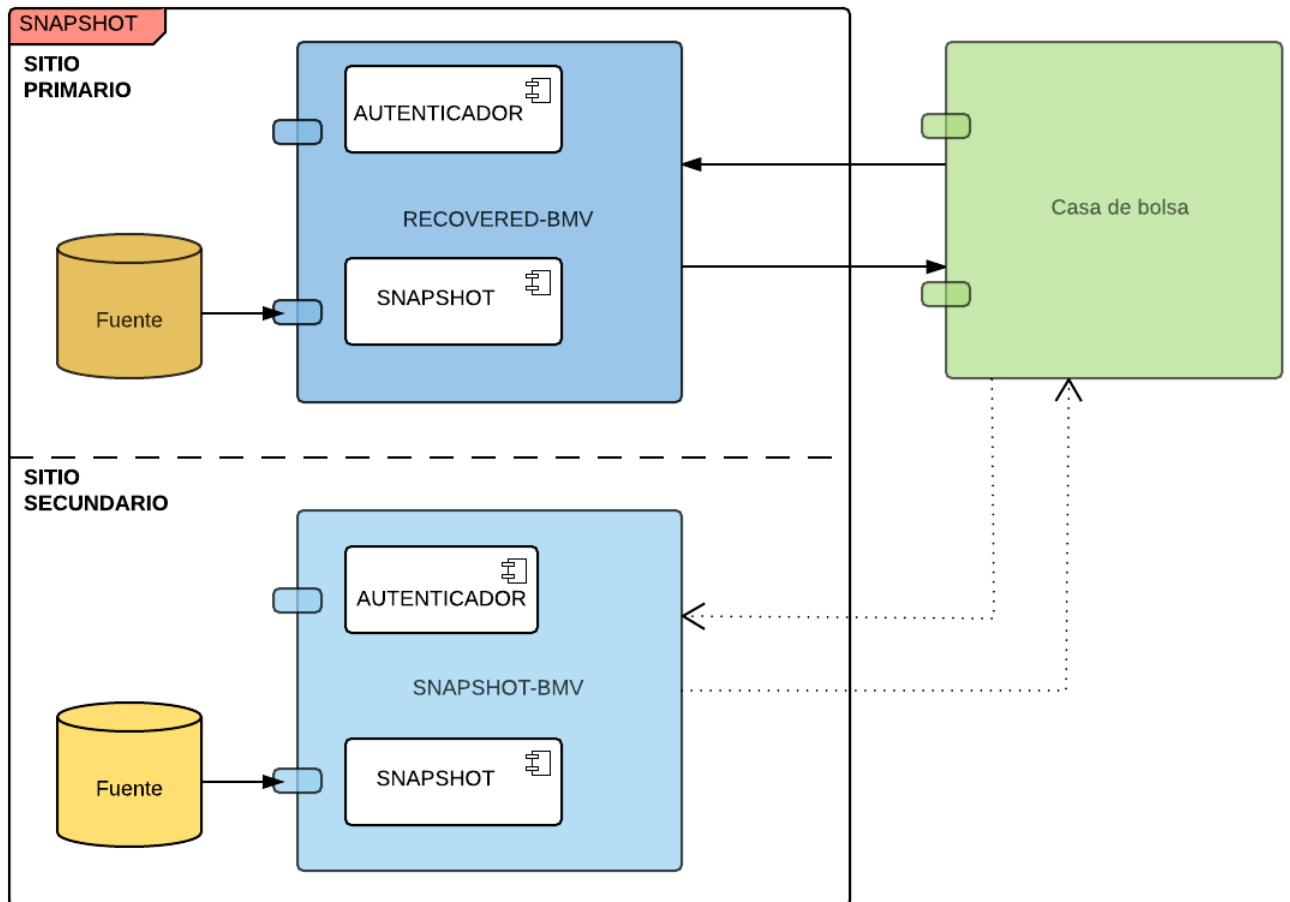 SNAPSHOT
SITIO
PRIMARIO
AUTENTICADOR
RECOVERED-BMV
SNAPSHOT
Fuente
Casa de bolsa
SITIO
SECUNDARIO
AUTENTICADOR
SNAPSHOT-BMV
SNAPSHOT
Fuente